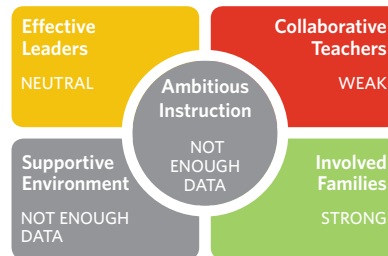 Effective
Leaders
NEUTRAL
Collaborative
Teachers
WEAK
Ambitious
Instruction
NOT
ENOUGH
DATA
Supportive
Environment
NOT ENOUGH
DATA
Involved
Families
STRONG